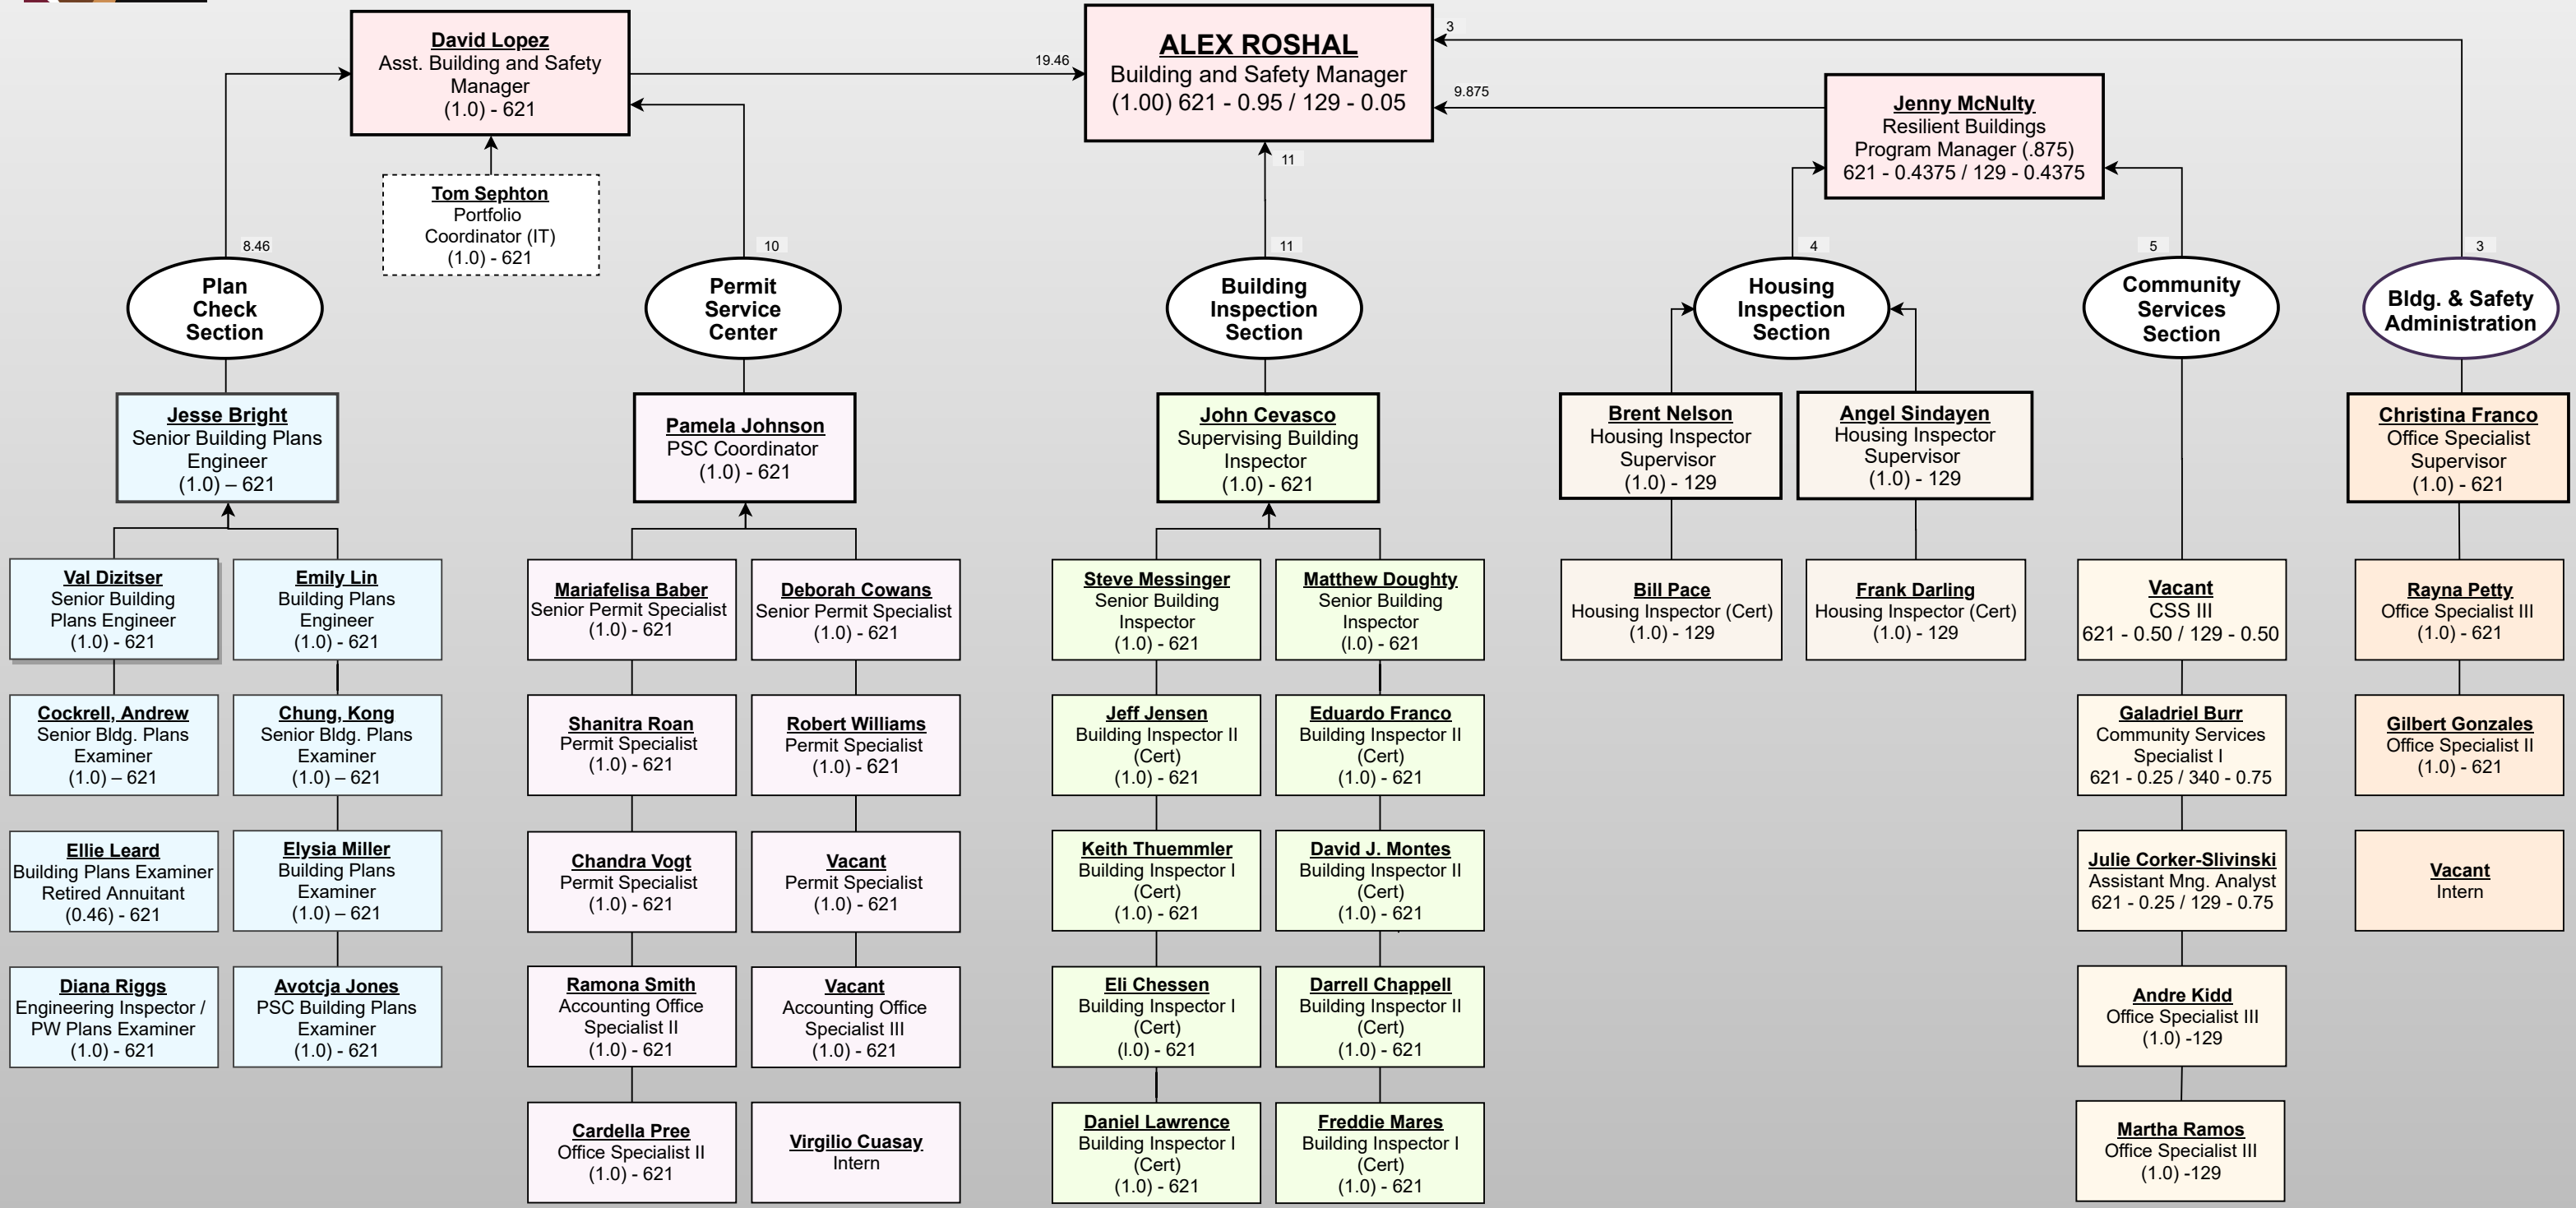 David Lopez
Asst. Building and Safety
Manager
(1.0) - 621
19.46
ALEX ROSHAL
Building and Safety Manager
(1.00) 621 - 0.95 / 129 - 0.05
3
9.875
11
Jenny McNulty
Resilient Buildings
Program Manager (.875)
621 - 0.4375 / 129 - 0.4375
Tom Sephton
Portfolio
Coordinator (IT)
(1.0) - 621
8.46
10
11
4
5
3
Plan
Check
Section
Permit
Service
Center
Building
Inspection
Section
Housing
Inspection
Section
Community
Services
Section
Bldg. & Safety
Administration
Jesse Bright
Senior Building Plans
Engineer
(1.0) – 621
Pamela Johnson
PSC Coordinator
(1.0) - 621
John Cevasco
Supervising Building
Inspector
(1.0) - 621
Brent Nelson
Housing Inspector
Supervisor
(1.0) - 129
Angel Sindayen
Housing Inspector
Supervisor
(1.0) - 129
Christina Franco
Office Specialist
Supervisor
(1.0) - 621
Val Dizitser
Senior Building
Plans Engineer
(1.0) - 621
Emily Lin
Building Plans
Engineer
(1.0) - 621
Mariafelisa Baber
Senior Permit Specialist
(1.0) - 621
Deborah Cowans
Senior Permit Specialist
(1.0) - 621
Steve Messinger
Senior Building
Inspector
(1.0) - 621
Matthew Doughty
Senior Building
Inspector
(l.0) - 621
Bill Pace
Housing Inspector (Cert)
(1.0) - 129
Frank Darling
Housing Inspector (Cert)
(1.0) - 129
Vacant
CSS III
621 - 0.50 / 129 - 0.50
Rayna Petty
Office Specialist III
(1.0) - 621
Cockrell, Andrew
Senior Bldg. Plans
Examiner
(1.0) – 621
Chung, Kong
Senior Bldg. Plans
Examiner
(1.0) – 621
Shanitra Roan
Permit Specialist
(1.0) - 621
Robert Williams
Permit Specialist
(1.0) - 621
Jeff Jensen
Building Inspector II
(Cert)
(1.0) - 621
Eduardo Franco
Building Inspector II
(Cert)
(1.0) - 621
Galadriel Burr
Community Services
Specialist I
621 - 0.25 / 340 - 0.75
Gilbert Gonzales
Office Specialist II
(1.0) - 621
Ellie Leard
Building Plans Examiner
Retired Annuitant
(0.46) - 621
Elysia Miller
Building Plans
Examiner
(1.0) – 621
Chandra Vogt
Permit Specialist
(1.0) - 621
Vacant
Permit Specialist
(1.0) - 621
Keith Thuemmler
Building Inspector I
(Cert)
(1.0) - 621
David J. Montes
Building Inspector II
(Cert)
(1.0) - 621
Julie Corker-Slivinski
Assistant Mng. Analyst
621 - 0.25 / 129 - 0.75
Vacant
Intern
Diana Riggs
Engineering Inspector /
PW Plans Examiner
(1.0) - 621
Avotcja Jones
PSC Building Plans
Examiner
(1.0) - 621
Ramona Smith
Accounting Office
Specialist II
(1.0) - 621
Vacant
Accounting Office
Specialist III
(1.0) - 621
Eli Chessen
Building Inspector I
(Cert)
(l.0) - 621
Darrell Chappell
Building Inspector II
(Cert)
(1.0) - 621
Andre Kidd
Office Specialist III
(1.0) -129
Cardella Pree
Office Specialist II
(1.0) - 621
Virgilio Cuasay
Intern
Daniel Lawrence
Building Inspector I
(Cert)
(1.0) - 621
Freddie Mares
Building Inspector I
(Cert)
(1.0) - 621
Martha Ramos
Office Specialist III
(1.0) -129